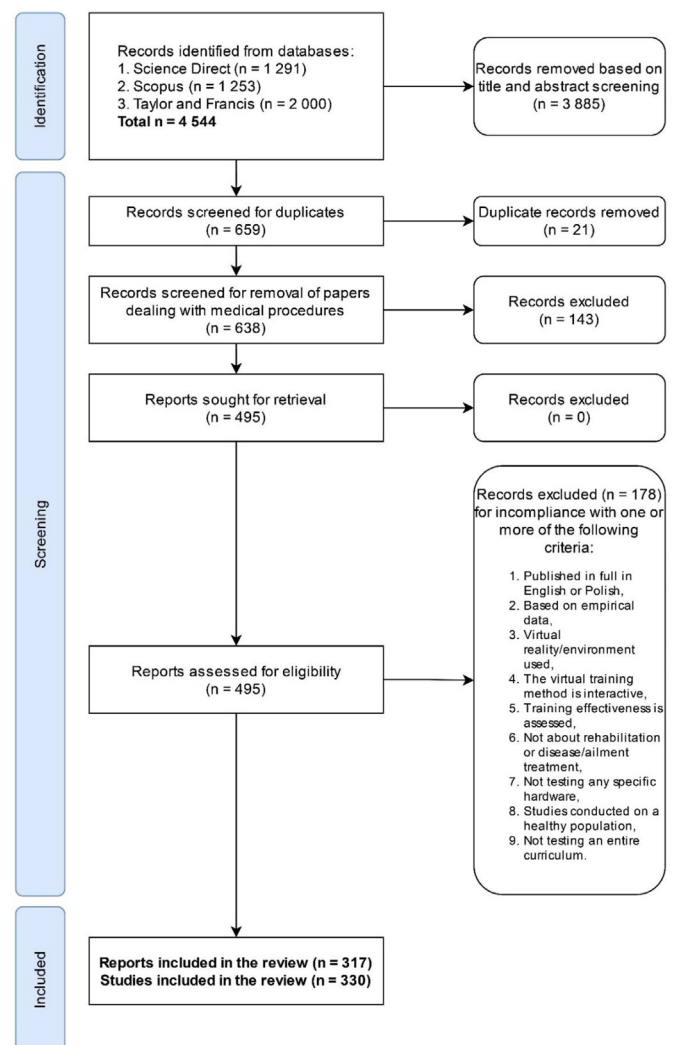 Identification
Records identified from databases:
1. Science Direct (n = 1 291)
2. Scopus (n = 1 253)
3. Taylor and Francis (n = 2 000)
Total n = 4 544
Records removed based on
title and abstract screening
(n = 3 885)
Screening
Records screened for duplicates
(n = 659)
Duplicate records removed
(n = 21)
Records screened for removal of papers
dealing with medical procedures
(n = 638)
Records excluded
(n = 143)
Reports sought for retrieval
(n = 495)
Records excluded
(n = 0)
Reports assessed for eligibility
(n = 495)
Records excluded (n = 178)
for incompliance with one or
more of the following
criteria:
1. Published in full in
English or Polish,
2. Based on empirical
data,
3. Virtual
reality/environment
used,
4. The virtual training
method is interactive,
5. Training effectiveness is
assessed,
6. Not about rehabilitation
or disease/ailment
treatment,
7. Not testing any specific
hardware,
8. Studies conducted on a
healthy population,
9. Not testing an entire
curriculum.
Included
Reports included in the review (n = 317)
Studies included in the review (n = 330)